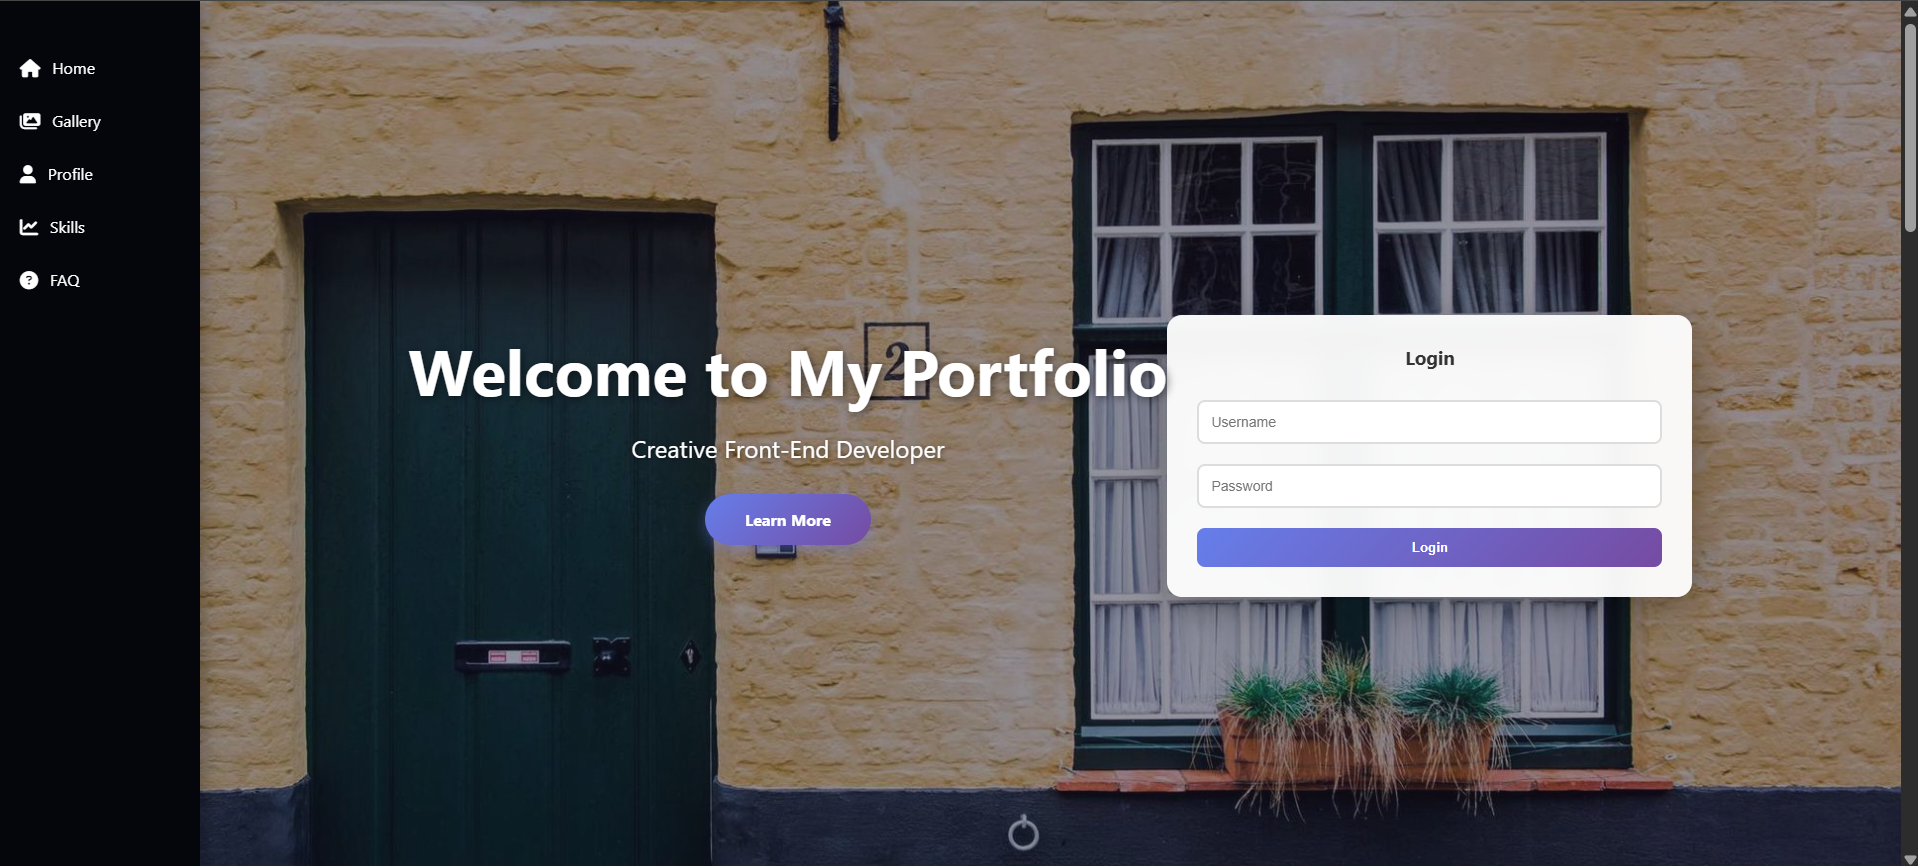 Home
Gallery
Profile
Skills
FAQ
2
Welcome to My Portfolio
Creative Front-End Developer
Learn More
Login
Username
Password
Login